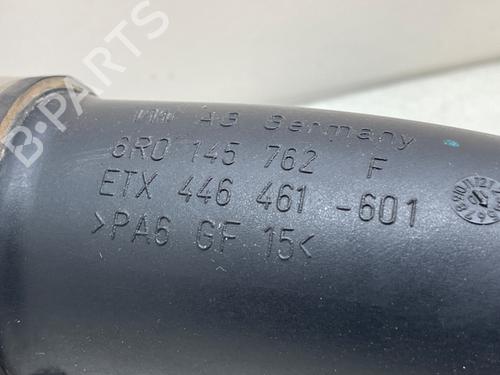 AG Germany
6R0 145 762 F
ETX 446 461 -601
>PA6 GF 15<
B-PARTS